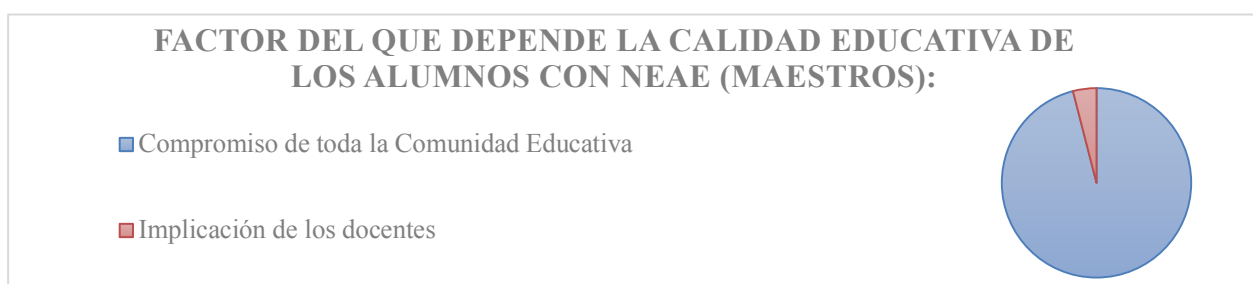 FACTOR DEL QUE DEPENDE LA CALIDAD EDUCATIVA DE
LOS ALUMNOS CON NEAE (MAESTROS):
Compromiso de toda la Comunidad Educativa
Implicación de los docentes